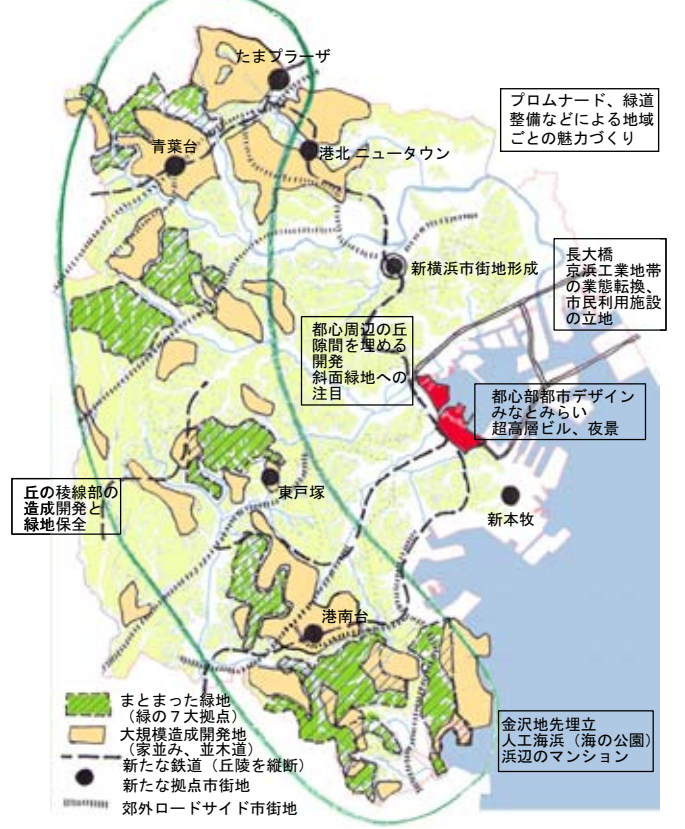 たまプラーザ
プロムナード、緑道
整備などによる地域
ごとの魅力づくり
青葉台
港北 ニュータウン
新横浜市街地形成
長大橋
京浜工業地帯
の業態転換、
市民利用施設
の立地
都心周辺の丘
隙間を埋める
開発
斜面緑地への
注目
都心部都市デザイン
みなとみらい
超高層ビル、夜景
丘の稜線部の
造成開発と
緑地保全
東戸塚
新本牧
港南台
まとまった緑地
（緑の７大拠点）
大規模造成開発地
（家並み、並木道）
新たな鉄道（丘陵を縦断）
新たな拠点市街地
郊外ロードサイド市街地
金沢地先埋立
人工海浜（海の公園）
浜辺のマンション